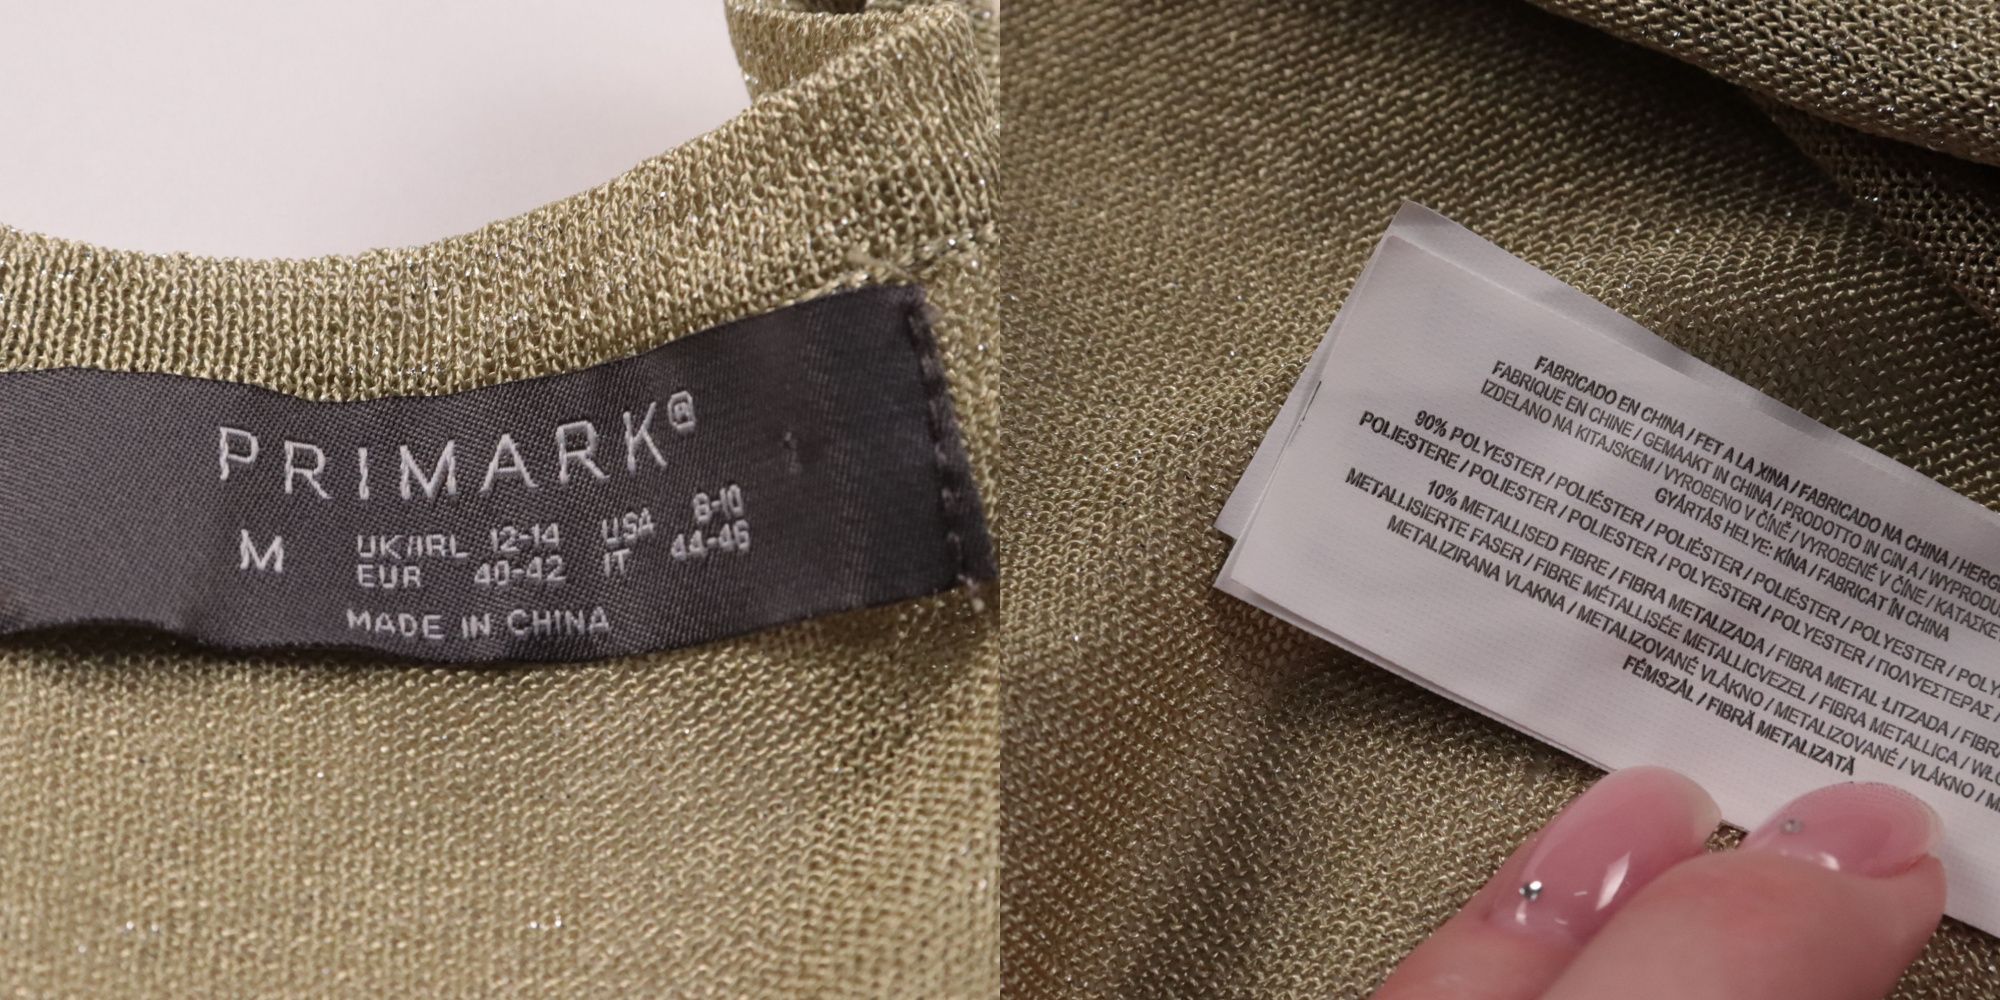 PRIMARK®
M UK/IRL 12-14 USA 8-10
EUR 40-42 IT 44-46
MADE IN CHINA
FABRICADO EN CHINA / FET A LA XINA / FABRICADO NA CHINA /
FABRIQUE EN CHINE / GEMAAKT IN CHINA / PRODOTTO IN CIN A /
IZDELANO NA KITAJSKEM / VYROBENO V ČÍNĚ / VYROBENÉ V ČÍNE /
GYÁRTÁS HELYE: KÍNA / FABRICAT ÎN CHINA
90% POLYESTER / POLIÉSTER / POLIÈSTER / POLIÉSTER / POLYESTER /
POLIESTERE / POLIESTER / POLIESTER / POLYESTER / POLYESTER / ΠΟΛΥΕΣΤΕΡΑΣ /
10% METALLISED FIBRE / FIBRA METALIZADA / FIBRA METAL·LITZADA /
METALLISIERTE FASER / FIBRE MÉTALLISÉE METALLICVEZEL / FIBRA METALLICA /
METALIZIRANA VLAKNA / METALIZOVANÉ VLÁKNO / METALIZOVANÉ / VLÁKNO /
FÉMSZÁL / FIBRĂ METALIZATĂ